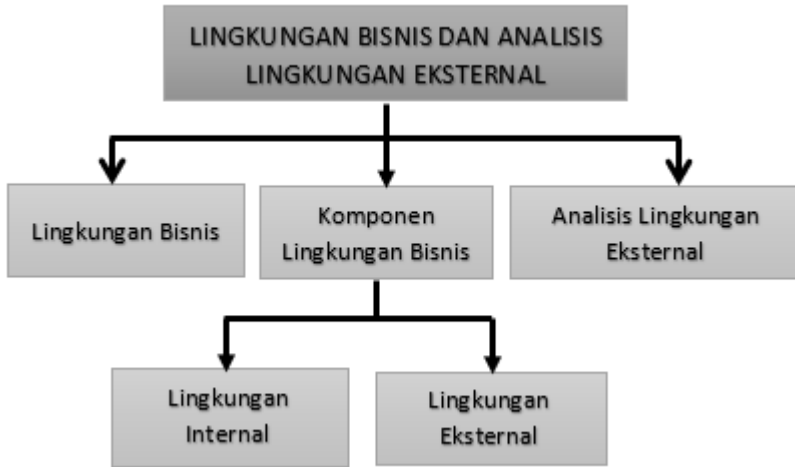 LINGKUNGAN BISNIS DAN ANALISIS
LINGKUNGAN EKSTERNAL
Lingkungan Bisnis
Komponen
Lingkungan Bisnis
Analisis Lingkungan
Eksternal
Lingkungan
Internal
Lingkungan
Eksternal